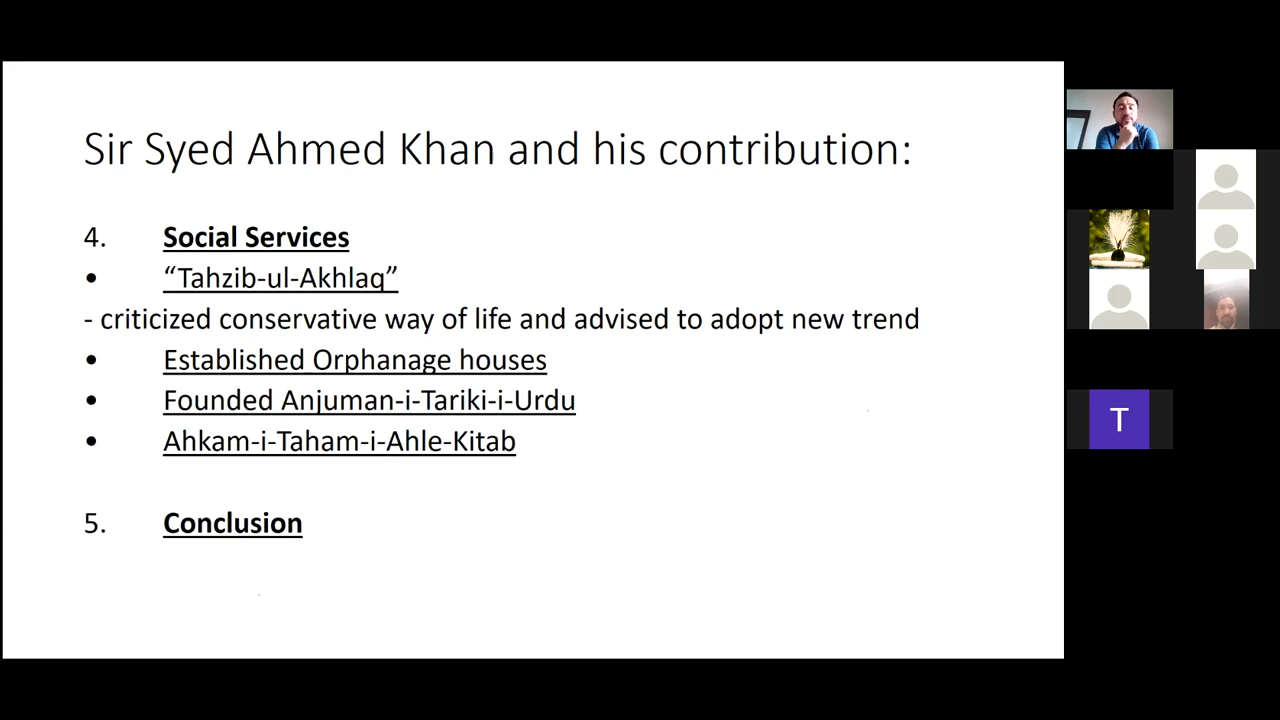 Sir Syed Ahmed Khan and his contribution:
4. Social Services
• “Tahzib-ul-Akhlaq”
- criticized conservative way of life and advised to adopt new trend
• Established Orphanage houses
• Founded Anjuman-i-Tariki-i-Urdu
• Ahkam-i-Taham-i-Ahle-Kitab
5. Conclusion
T